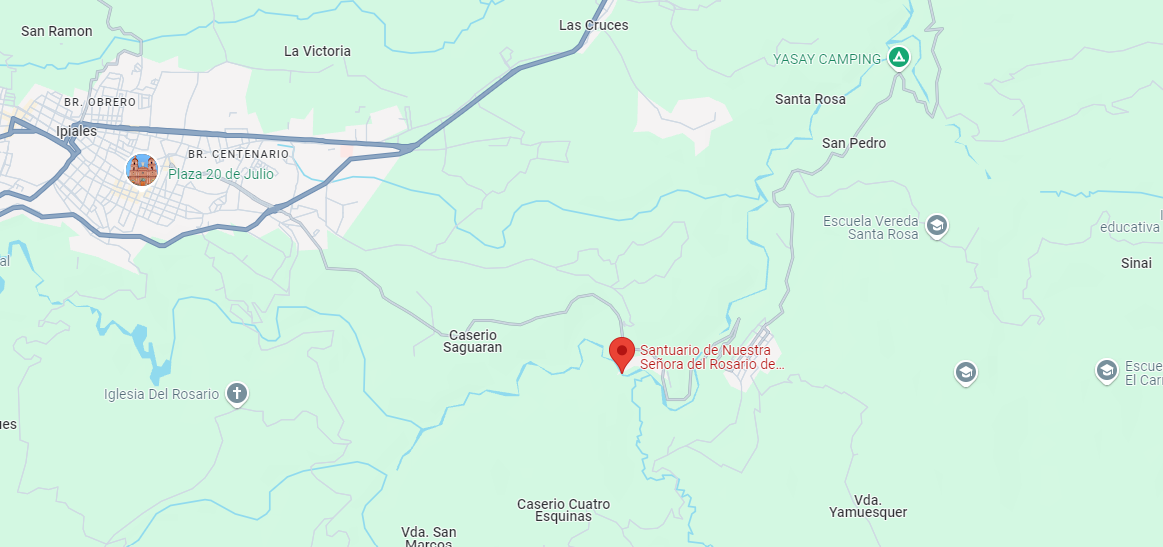 Las Cruces
San Ramon
La Victoria
YASAY CAMPING
Santa Rosa
BR. OBRERO
Ipiales
San Pedro
BR. CENTENARIO
Plaza 20 de Julio
Escuela Vereda
Santa Rosa
educativa
Sinai
al
Caserio
Saguaran
Santuario de Nuestra
Señora del Rosario de...
Escue
El Car
Iglesia Del Rosario
ues
Caserio Cuatro
Esquinas
Vda.
Yamuesquer
Vda. San
Marcos